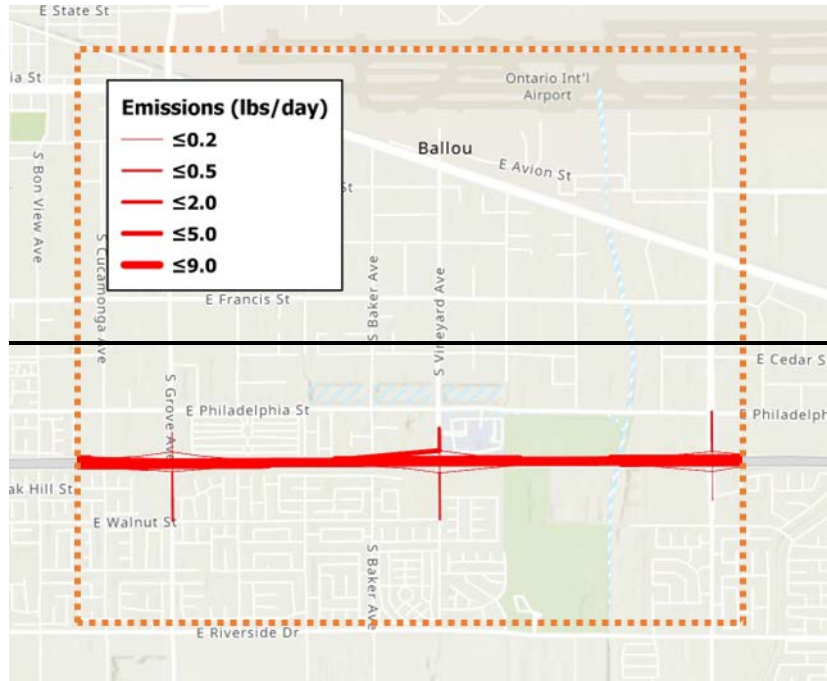 E State St
ia St
Ontario Int'l
Airport
Emissions (lbs/day)
≤0.2
≤0.5
≤2.0
≤5.0
≤9.0
Ballou
E Avion St
St
S Bon View Ave
S Cucamonga Ave
E Francis St
S Baker Ave
S Vineyard Ave
E Cedar S
S Grove Ave
E Philadelphia St
Philadelph
ak Hill St
E Walnut St
S Baker Ave
E Riverside Dr